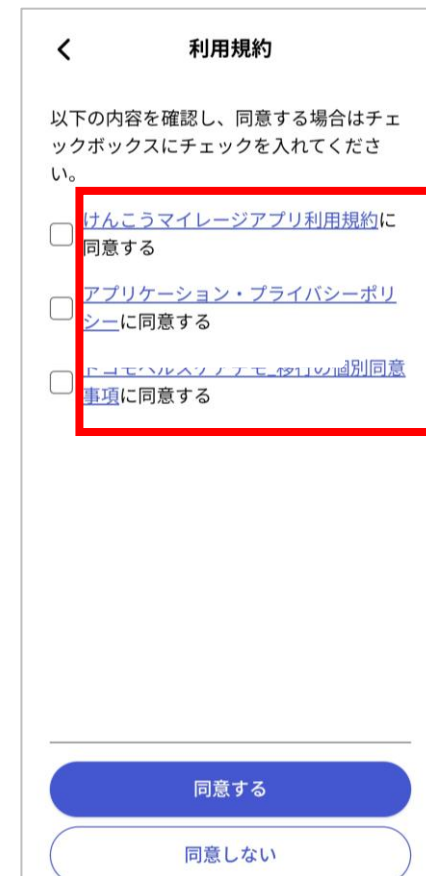 利用規約
以下の内容を確認し、同意する場合はチェ
ックボックスにチェックを入れてくださ
い。
けんこうマイレージアプリ利用規約に
同意する
アプリケーション・プライバシーポリ
シーに同意する
個別同意
事項に同意する
同意する
同意しない